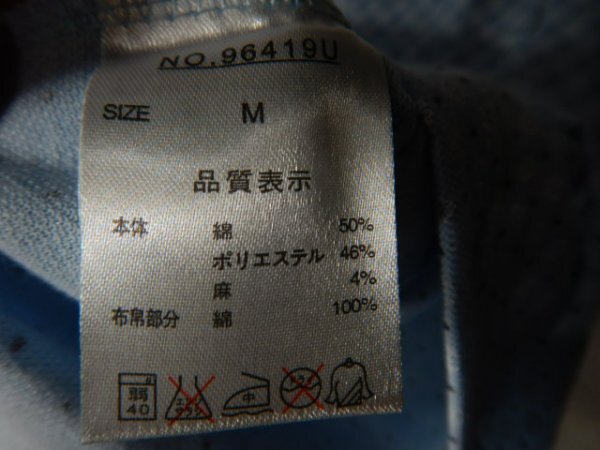 NO.96419U
SIZE M
品質表示
本体 綿 50%
ポリエステル 46%
麻 4%
布帛部分 綿 100%
弱 中
40